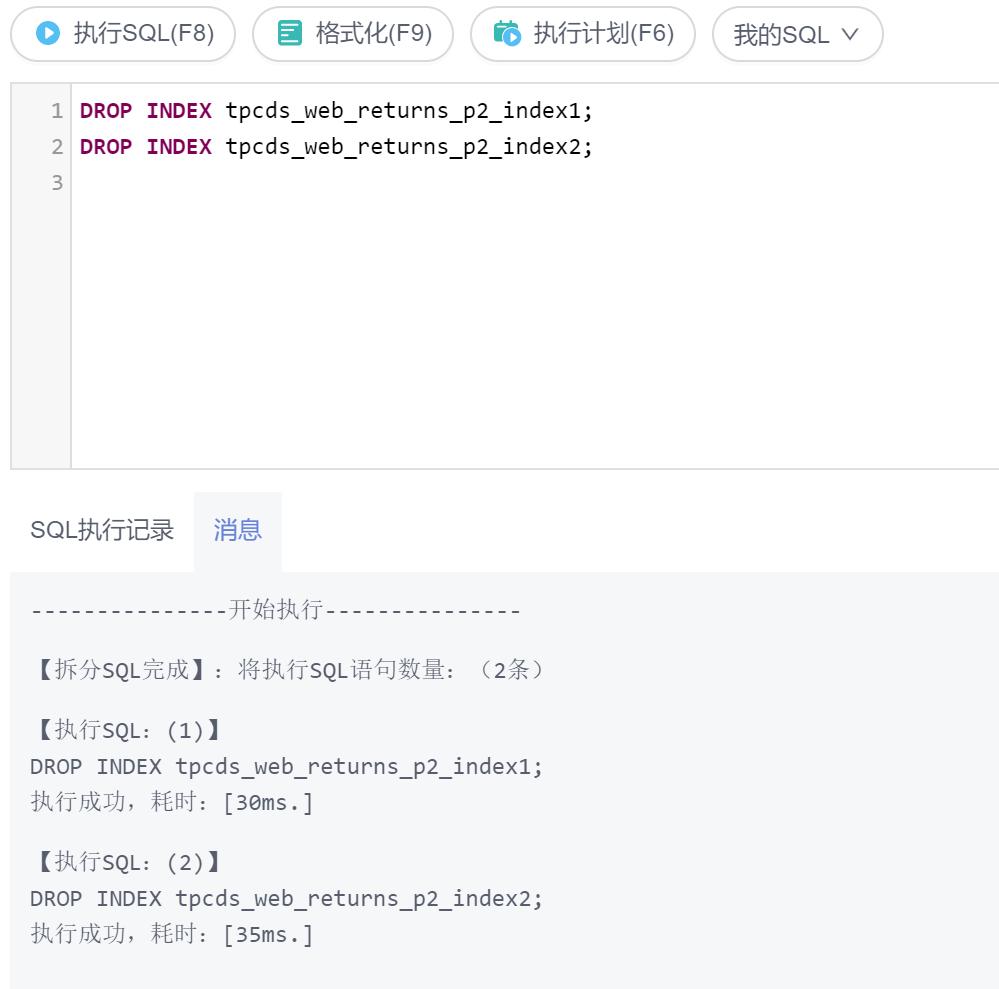 执行SQL(F8) 格式化(F9) 执行计划(F6) 我的SQL
1 DROP INDEX tpcds_web_returns_p2_index1;
2 DROP INDEX tpcds_web_returns_p2_index2;
3
SQL执行记录 消息
---------------开始执行---------------
【拆分SQL完成】：将执行SQL语句数量：（2条）
【执行SQL：(1)】
DROP INDEX tpcds_web_returns_p2_index1;
执行成功，耗时：[30ms.]
【执行SQL：(2)】
DROP INDEX tpcds_web_returns_p2_index2;
执行成功，耗时：[35ms.]